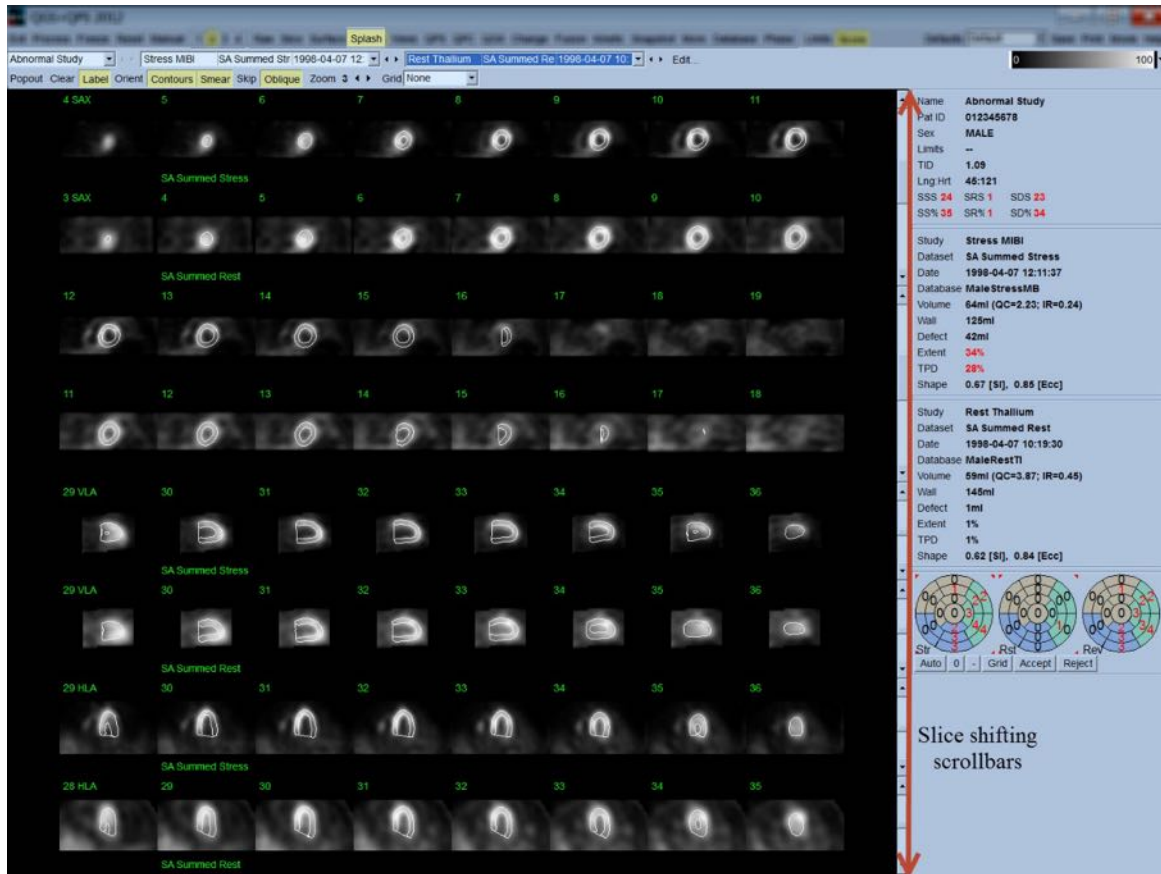 QGS+QPS 2012
Splash
Abnormal Study Stress MIBI SA Summed Str 1998-04-07 12: Rest Thallium SA Summed Re 1998-04-07 10: Edit...
0 100
Popout Clear Label Orient Contours Smear Skip Oblique Zoom 3 Grid None
4 SAX 5 6 7 8 9 10 11
SA Summed Stress
3 SAX 4 5 6 7 8 9 10
SA Summed Rest
12 13 14 15 16 17 18 19
11 12 13 14 15 16 17 18
29 VLA 30 31 32 33 34 35 36
SA Summed Stress
29 VLA 30 31 32 33 34 35 36
SA Summed Rest
29 HLA 30 31 32 33 34 35 36
SA Summed Stress
28 HLA 29 30 31 32 33 34 35
SA Summed Rest
Name Abnormal Study
Pat ID 012345678
Sex MALE
Limits --
TID 1.09
Lng:Hrt 45:121
SSS 24 SRS 1 SDS 23
SS% 35 SR% 1 SD% 34
Study Stress MIBI
Dataset SA Summed Stress
Date 1998-04-07 12:11:37
Database MaleStressMB
Volume 64ml (QC=2.23; IR=0.24)
Wall 125ml
Defect 42ml
Extent 34%
TPD 28%
Shape 0.67 [SI], 0.85 [Ecc]
Study Rest Thallium
Dataset SA Summed Rest
Date 1998-04-07 10:19:30
Database MaleRestTl
Volume 59ml (QC=3.87; IR=0.45)
Wall 145ml
Defect 1ml
Extent 1%
TPD 1%
Shape 0.62 [SI], 0.84 [Ecc]
Str Rst Rev
Auto 0 - Grid Accept Reject
Slice shifting
scrollbars